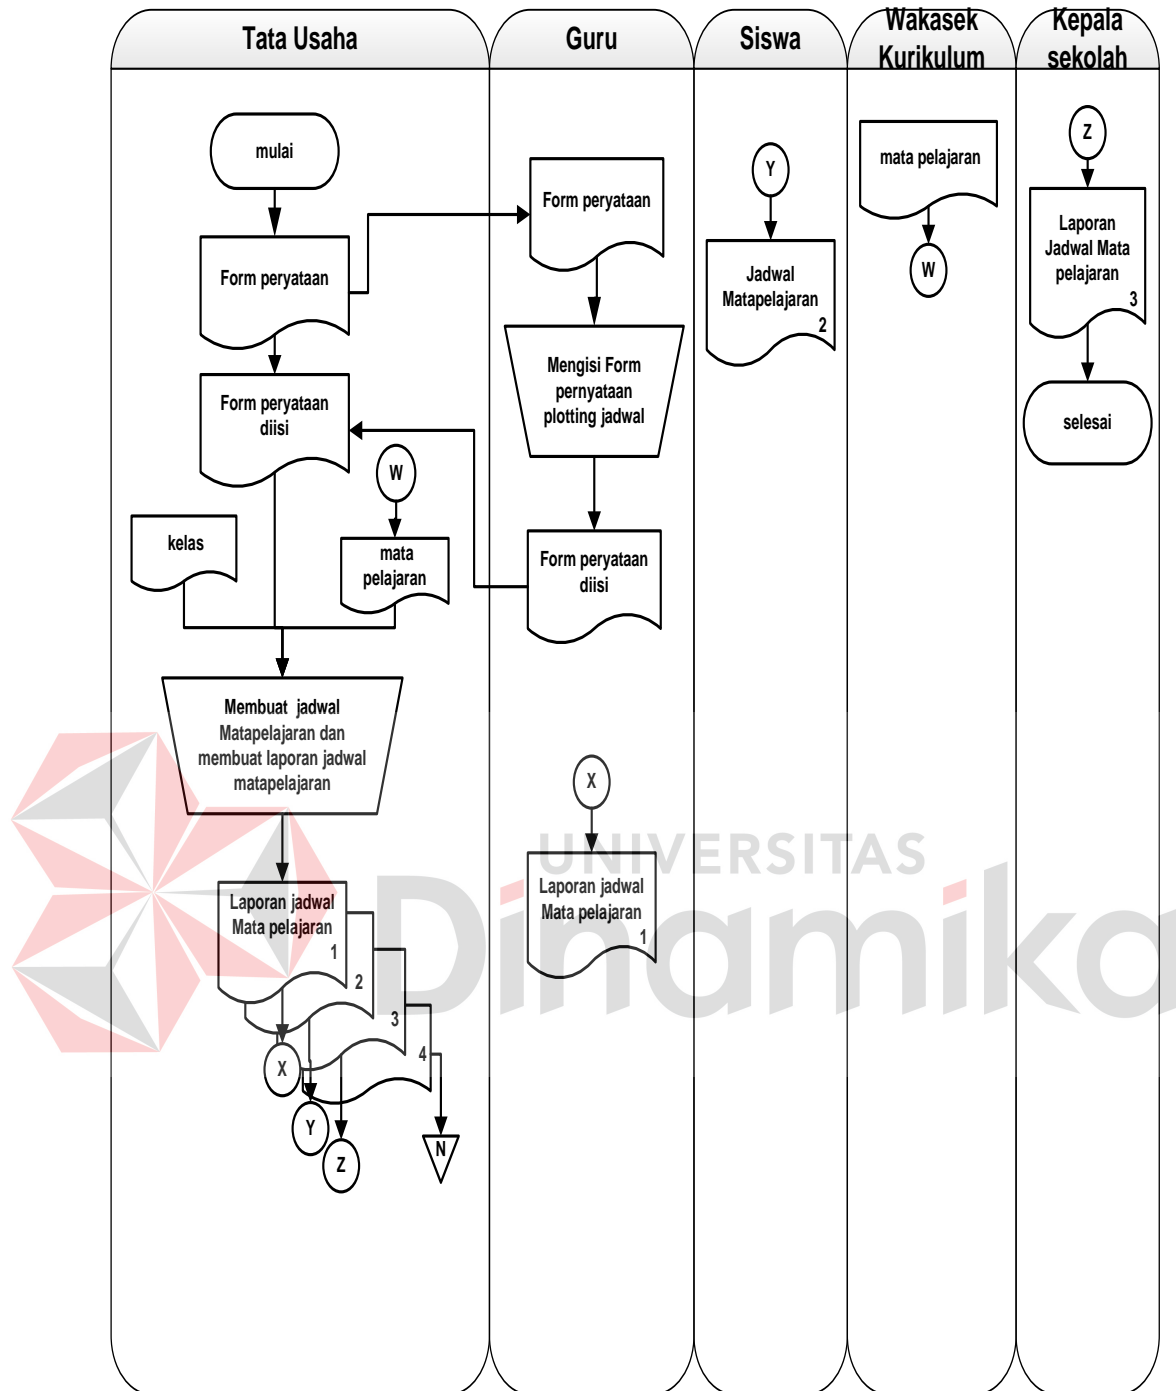 Tata Usaha
Guru
Siswa
Wakasek
Kurikulum
Kepala
sekolah
mulai
Form peryataan
Form peryataan
diisi
W
kelas
mata
pelajaran
Membuat jadwal
Matapelajaran dan
membuat laporan jadwal
matapelajaran
Laporan jadwal
Mata pelajaran
1
2
3
4
X
Y
Z
N
Form peryataan
Mengisi Form
pernyataan
plotting jadwal
Form peryataan
diisi
X
Laporan jadwal
Mata pelajaran
1
Y
Jadwal
Matapelajaran
2
mata pelajaran
W
Z
Laporan
Jadwal Mata
pelajaran
3
selesai
UNIVERSITAS
Dinamika